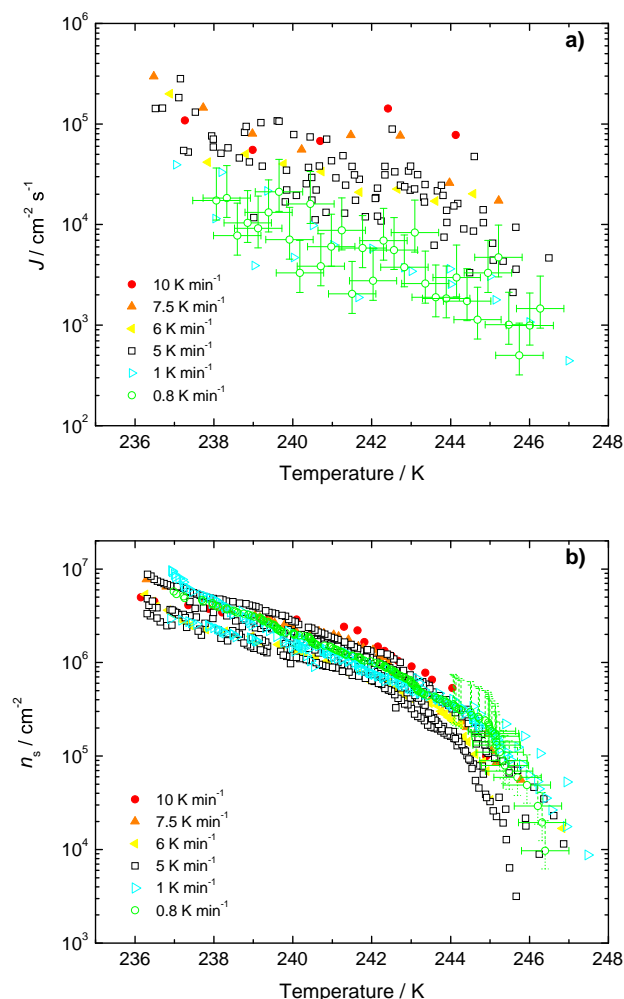 a)
10⁶
10⁵
10⁴
10³
10²
J / cm⁻² s⁻¹
10 K min⁻¹
7.5 K min⁻¹
6 K min⁻¹
5 K min⁻¹
1 K min⁻¹
0.8 K min⁻¹
236 238 240 242 244 246 248
Temperature / K
b)
10⁷
10⁶
10⁵
10⁴
10³
nₛ / cm⁻²
10 K min⁻¹
7.5 K min⁻¹
6 K min⁻¹
5 K min⁻¹
1 K min⁻¹
0.8 K min⁻¹
236 238 240 242 244 246 248
Temperature / K